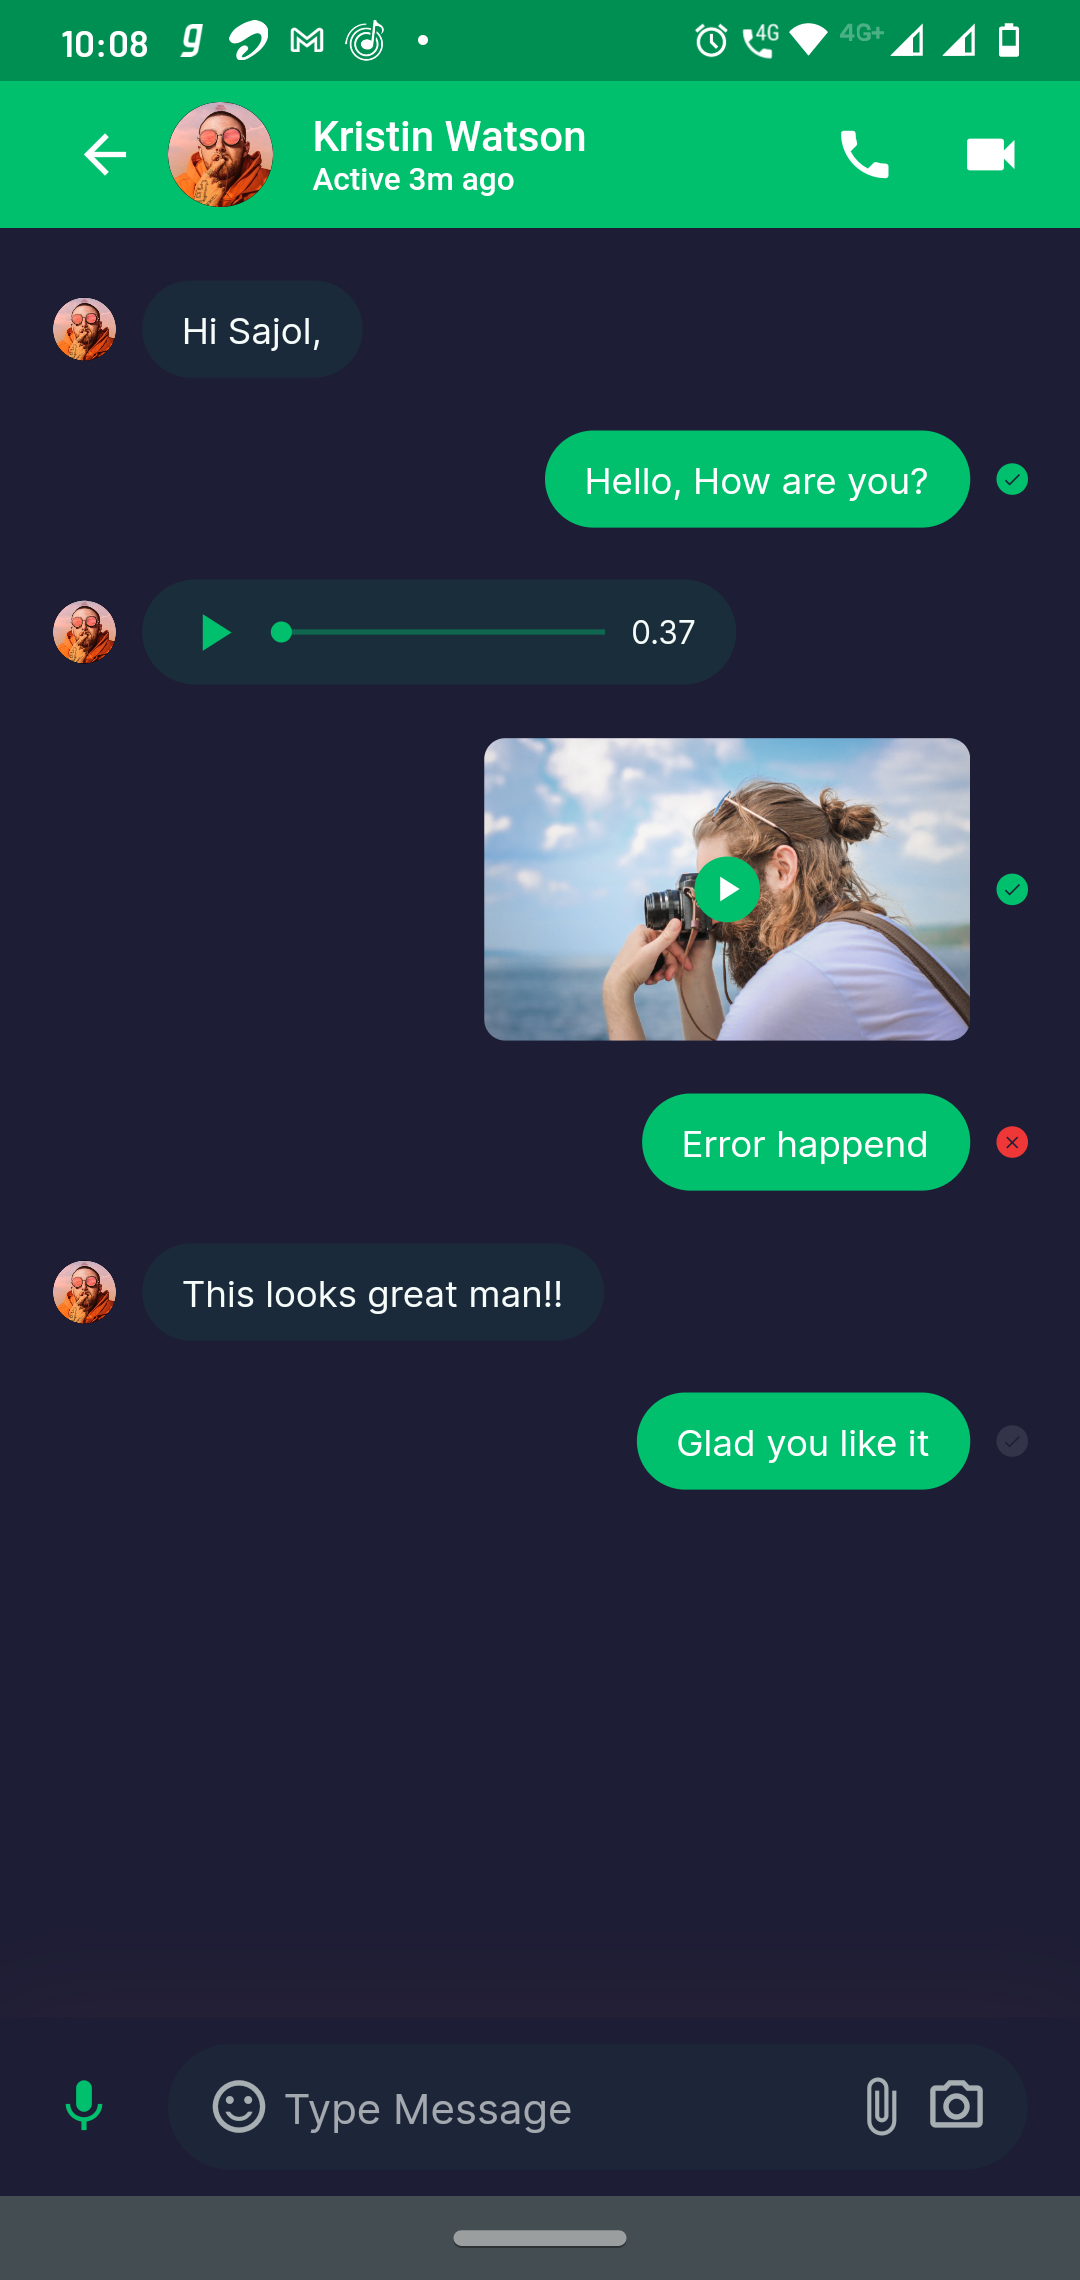 10:08
4G 4G+
Kristin Watson
Active 3m ago
Hi Sajol,
Hello, How are you?
0.37
Error happend
This looks great man!!
Glad you like it
Type Message